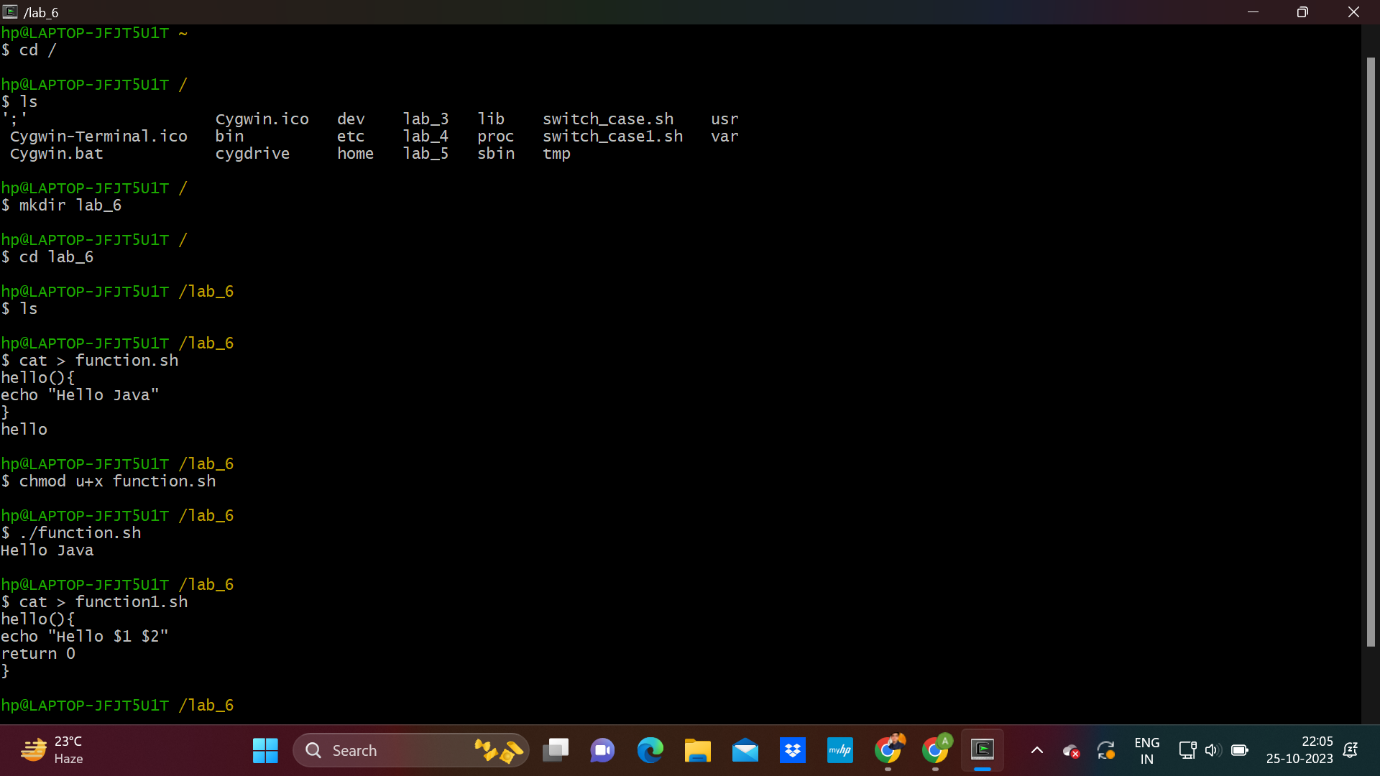 /lab_6
hp@LAPTOP-JFJT5U1T ~
$ cd /
hp@LAPTOP-JFJT5U1T /
$ ls
';' Cygwin.ico dev lab_3 lib switch_case.sh usr
Cygwin-Terminal.ico bin etc lab_4 proc switch_case1.sh var
Cygwin.bat cygdrive home lab_5 sbin tmp
hp@LAPTOP-JFJT5U1T /
$ mkdir lab_6
hp@LAPTOP-JFJT5U1T /
$ cd lab_6
hp@LAPTOP-JFJT5U1T /lab_6
$ ls
hp@LAPTOP-JFJT5U1T /lab_6
$ cat > function.sh
hello(){
echo "Hello Java"
}
hello
hp@LAPTOP-JFJT5U1T /lab_6
$ chmod u+x function.sh
hp@LAPTOP-JFJT5U1T /lab_6
$ ./function.sh
Hello Java
hp@LAPTOP-JFJT5U1T /lab_6
$ cat > function1.sh
hello(){
echo "Hello $1 $2"
return 0
}
hp@LAPTOP-JFJT5U1T /lab_6
23°C
Haze
Search
myhp
A
ENG
IN
22:05
25-10-2023